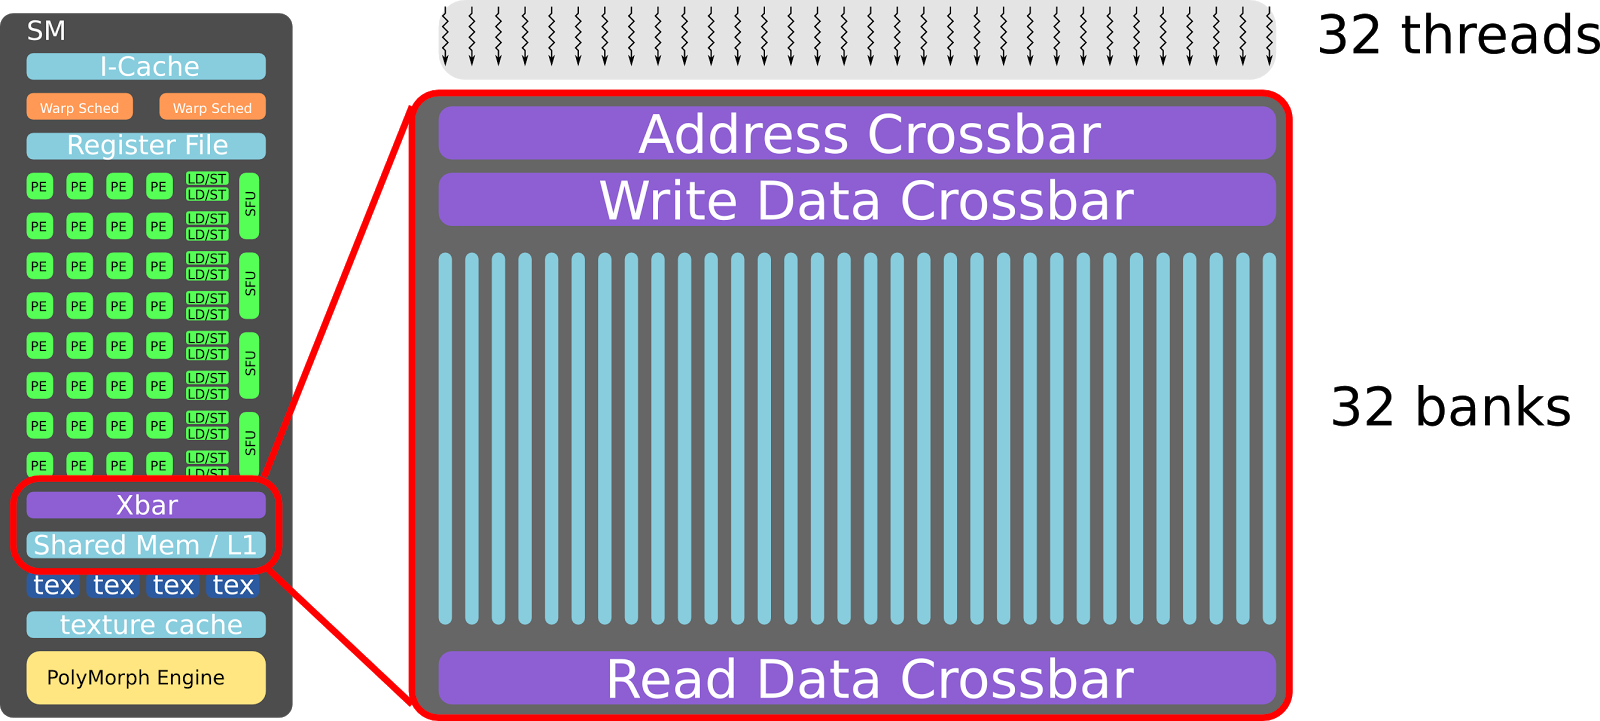 SM
I-Cache
Warp Sched Warp Sched
Register File
PE PE PE PE LD/ST
LD/ST
SFU
PE PE PE PE LD/ST
LD/ST
PE PE PE PE LD/ST
LD/ST
SFU
PE PE PE PE LD/ST
LD/ST
PE PE PE PE LD/ST
LD/ST
SFU
PE PE PE PE LD/ST
LD/ST
PE PE PE PE LD/ST
LD/ST
SFU
PE PE PE PE LD/ST
LD/ST
Xbar
Shared Mem / L1
tex tex tex tex
texture cache
PolyMorph Engine
32 threads
Address Crossbar
Write Data Crossbar
32 banks
Read Data Crossbar